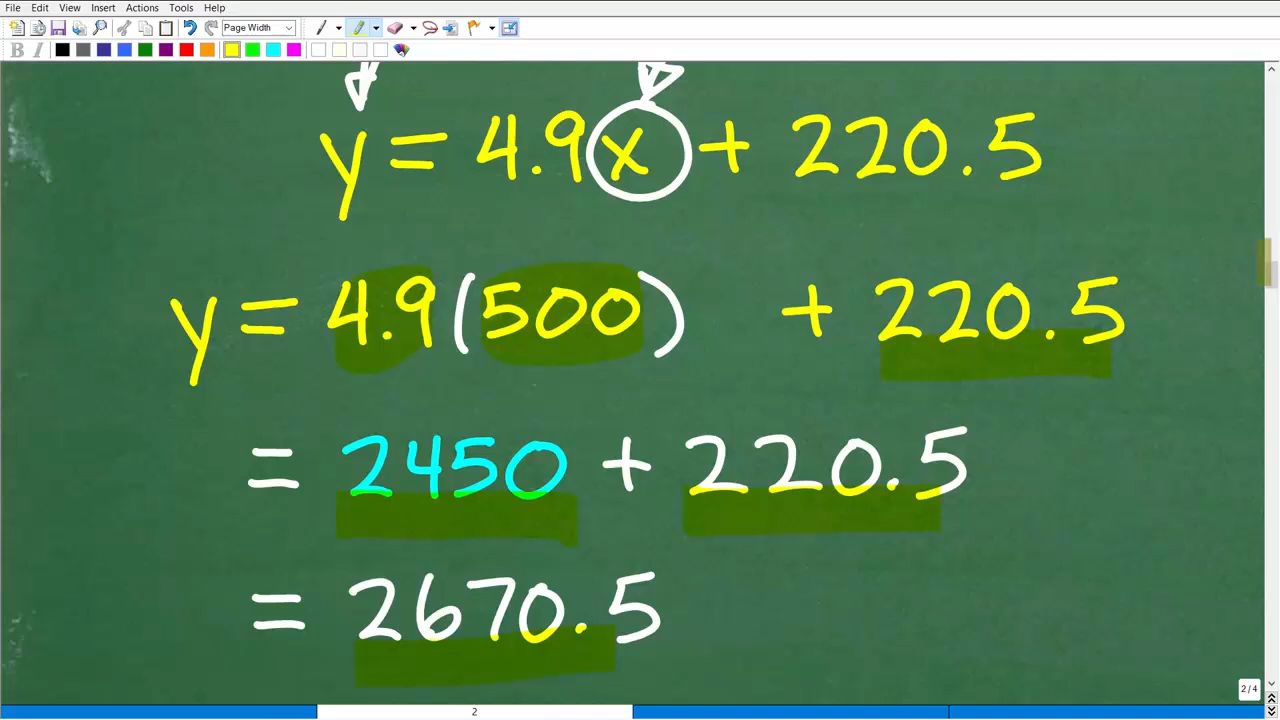 File Edit View Insert Actions Tools Help
Page Width
B I
y = 4.9x + 220.5
y = 4.9(500) + 220.5
= 2450 + 220.5
= 2670.5
2/4
2